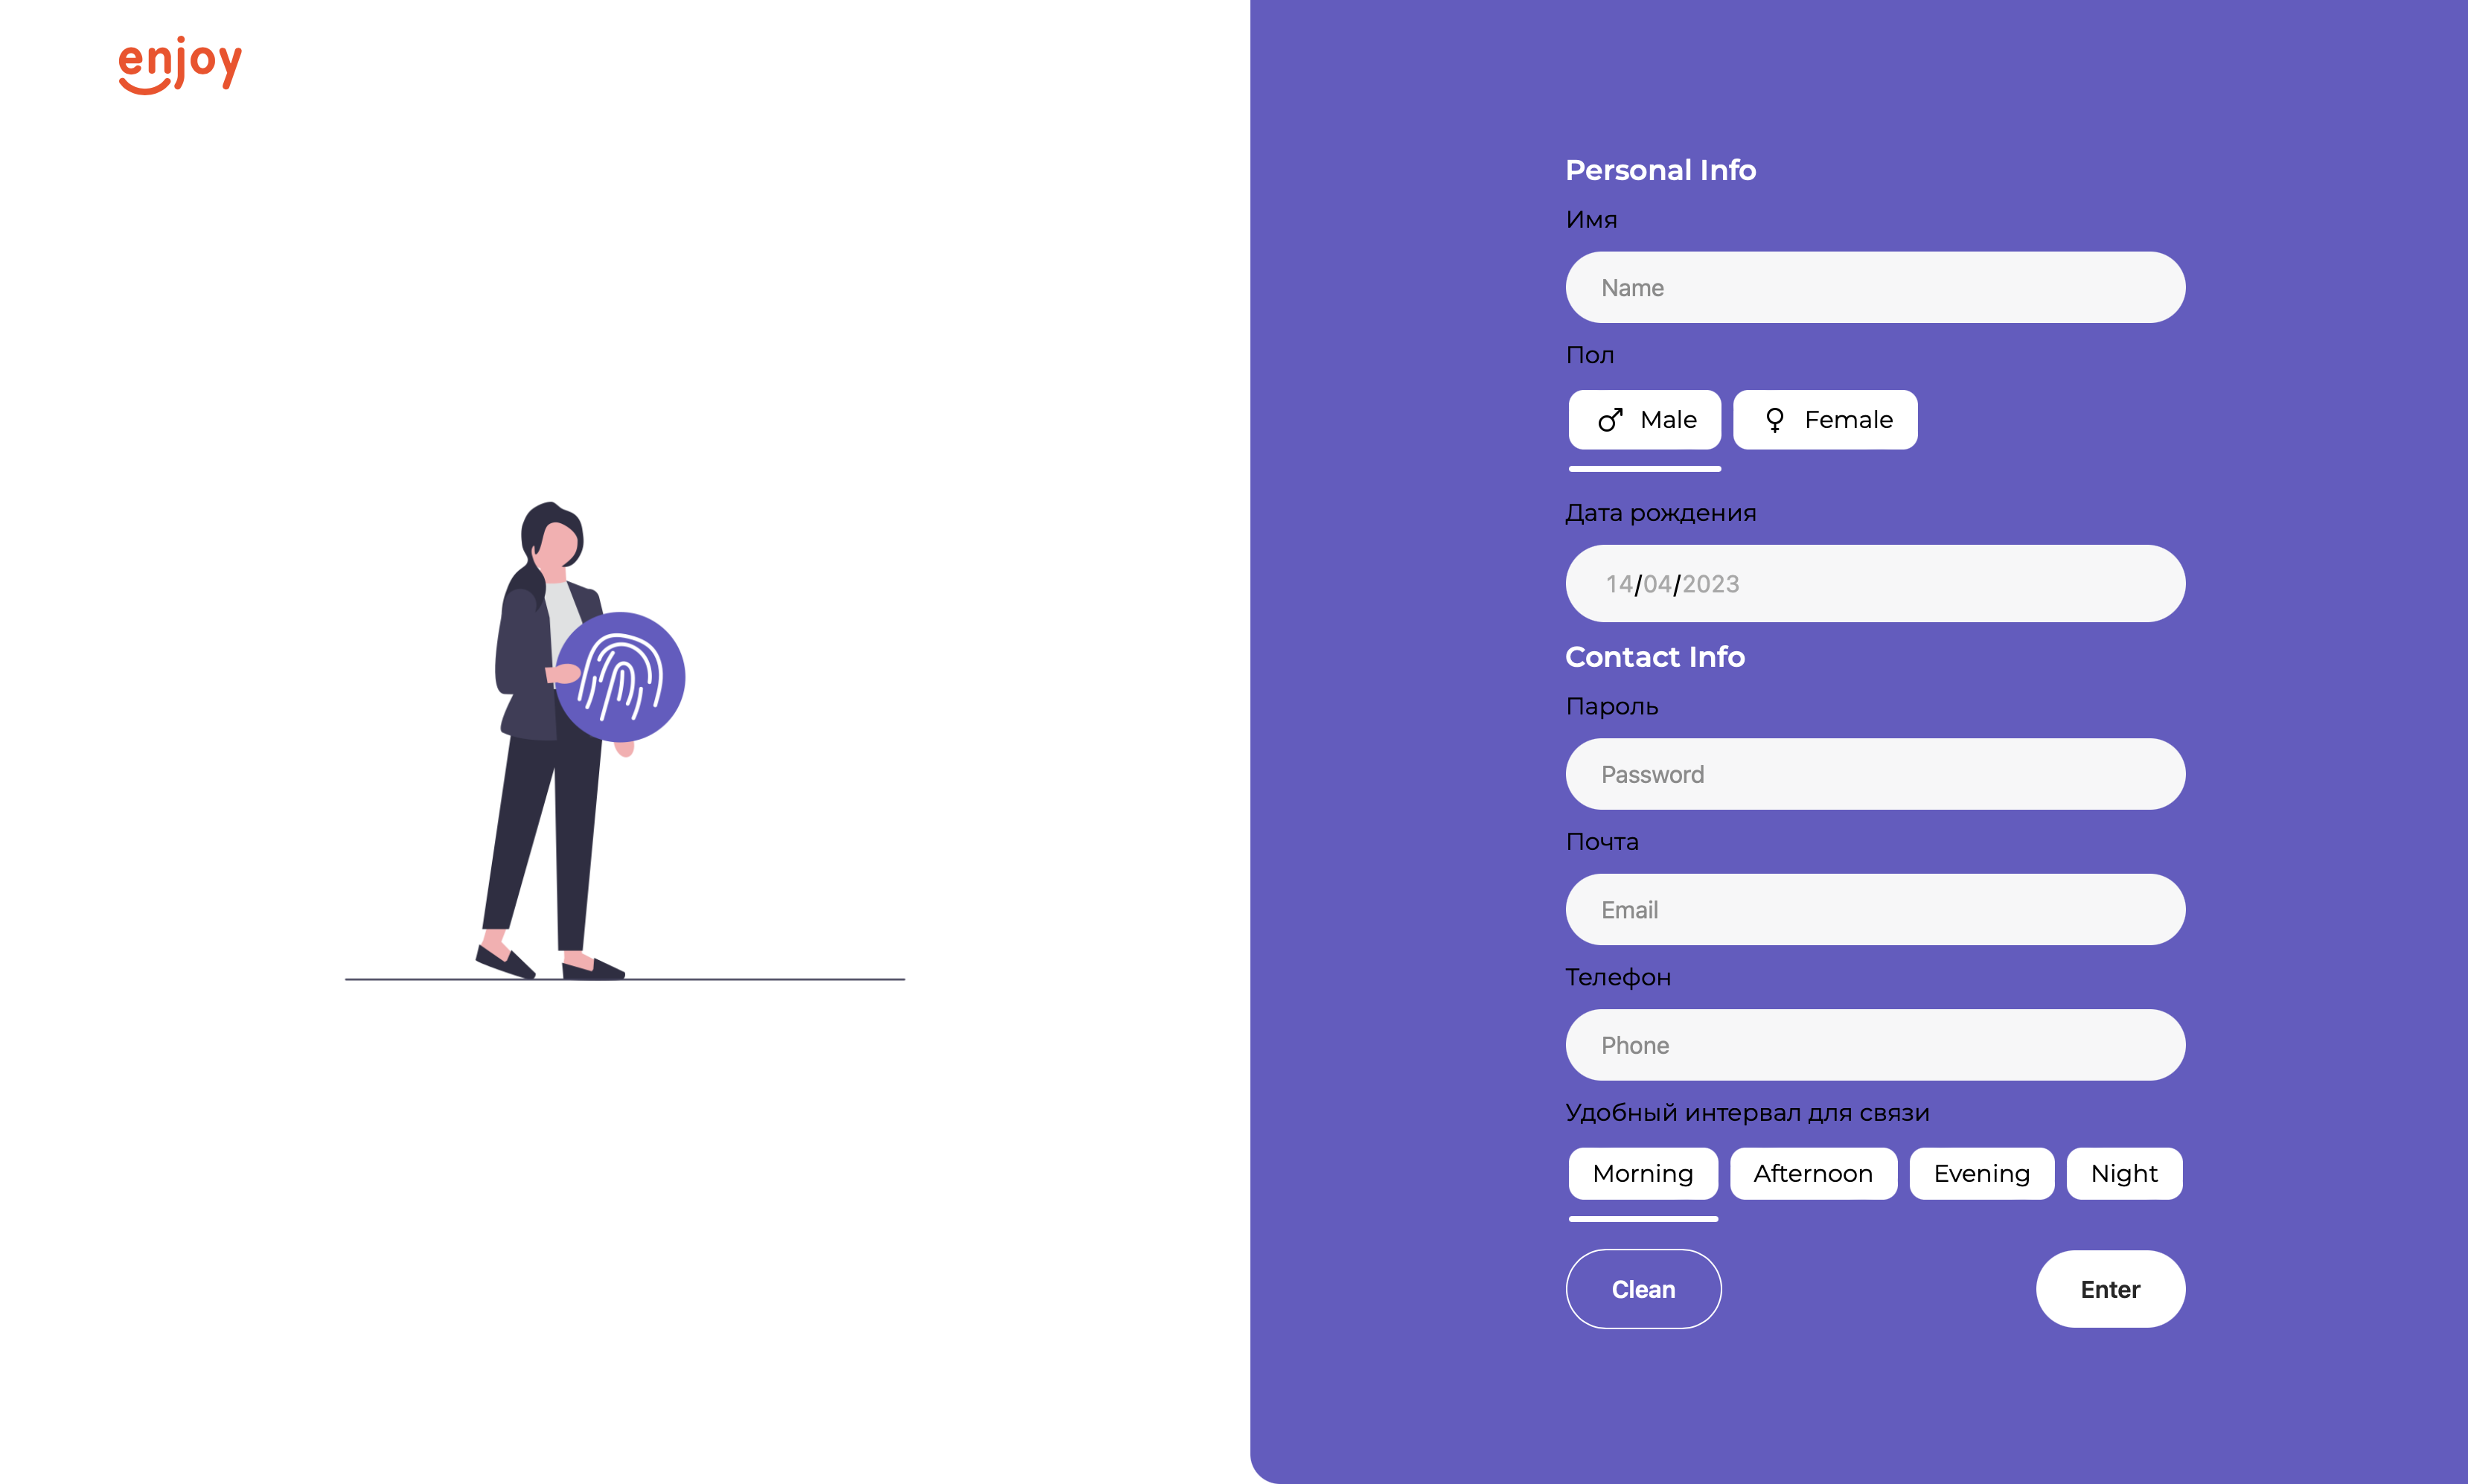 enjoy
Personal Info
Имя
Name
Пол
Male Female
Дата рождения
14/04/2023
Contact Info
Пароль
Password
Почта
Email
Телефон
Phone
Удобный интервал для связи
Morning Afternoon Evening Night
Clean Enter